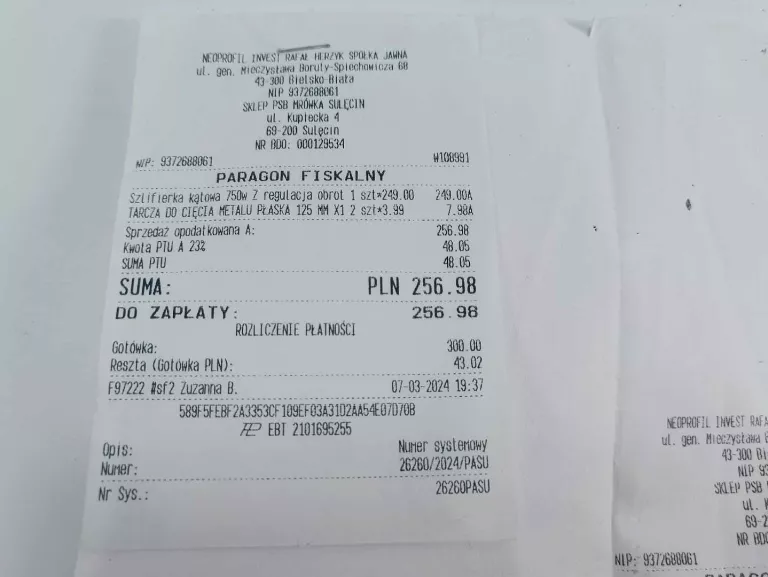 NEOPROFIL INVEST RAFAŁ HERZYK SPÓŁKA JAWNA
ul. gen. Mieczysława Boruty-Spiechowicza 68
43-300 Bielsko-Biała
NIP 9372688061
SKLEP PSB MRÓWKA SULĘCIN
ul. Kupiecka 4
69-200 Sulęcin
NR BDO: 000129534
NIP: 9372688061 W108991
PARAGON FISKALNY
Szlifierka kątowa 750w Z regulacja obrot 1 szt*249.00 249.00A
TARCZA DO CIĘCIA METALU PŁASKA 125 MM X1 2 szt*3.99 7.98A
Sprzedaż opodatkowana A: 256.98
Kwota PTU A 23% 48.05
SUMA PTU 48.05
SUMA: PLN 256.98
DO ZAPŁATY: 256.98
ROZLICZENIE PŁATNOŚCI
Gotówka: 300.00
Reszta (Gotówka PLN): 43.02
F97222 #sf2 Zuzanna B. 07-03-2024 19:37
589F5FEBF2A3353CF109EF03A31D2AA54E07D70B
EBT 2101695255
Opis: Numer systemowy
Numer: 26260/2024/PASU
Nr Sys.: 26260PASU
NEOPROFIL INVEST RAFA
ul. gen. Mieczysława B
43-300 Bi
NIP 93
SKLEP PSB
ul. K
69-2
NR BDO
NIP: 9372688061